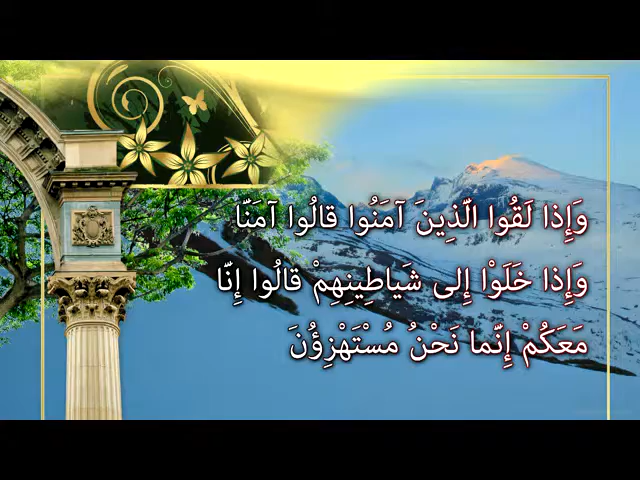 وَإِذا لَقُوا الَّذِينَ آمَنُوا قالُوا آمَنّا
وَإِذا خَلَوْا إِلى شَياطِينِهِمْ قالُوا إِنّا
مَعَكُمْ إِنَّما نَحْنُ مُسْتَهْزِؤُنَ